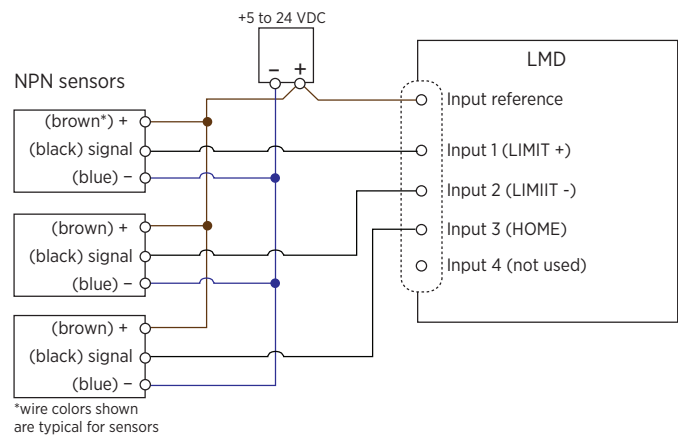 +5 to 24 VDC
− +
LMD
NPN sensors
Input reference
(brown*) +
(black) signal
(blue) −
Input 1 (LIMIT +)
Input 2 (LIMIIT -)
(brown) +
Input 3 (HOME)
(black) signal
Input 4 (not used)
(blue) −
(brown) +
(black) signal
(blue) −
*wire colors shown
are typical for sensors